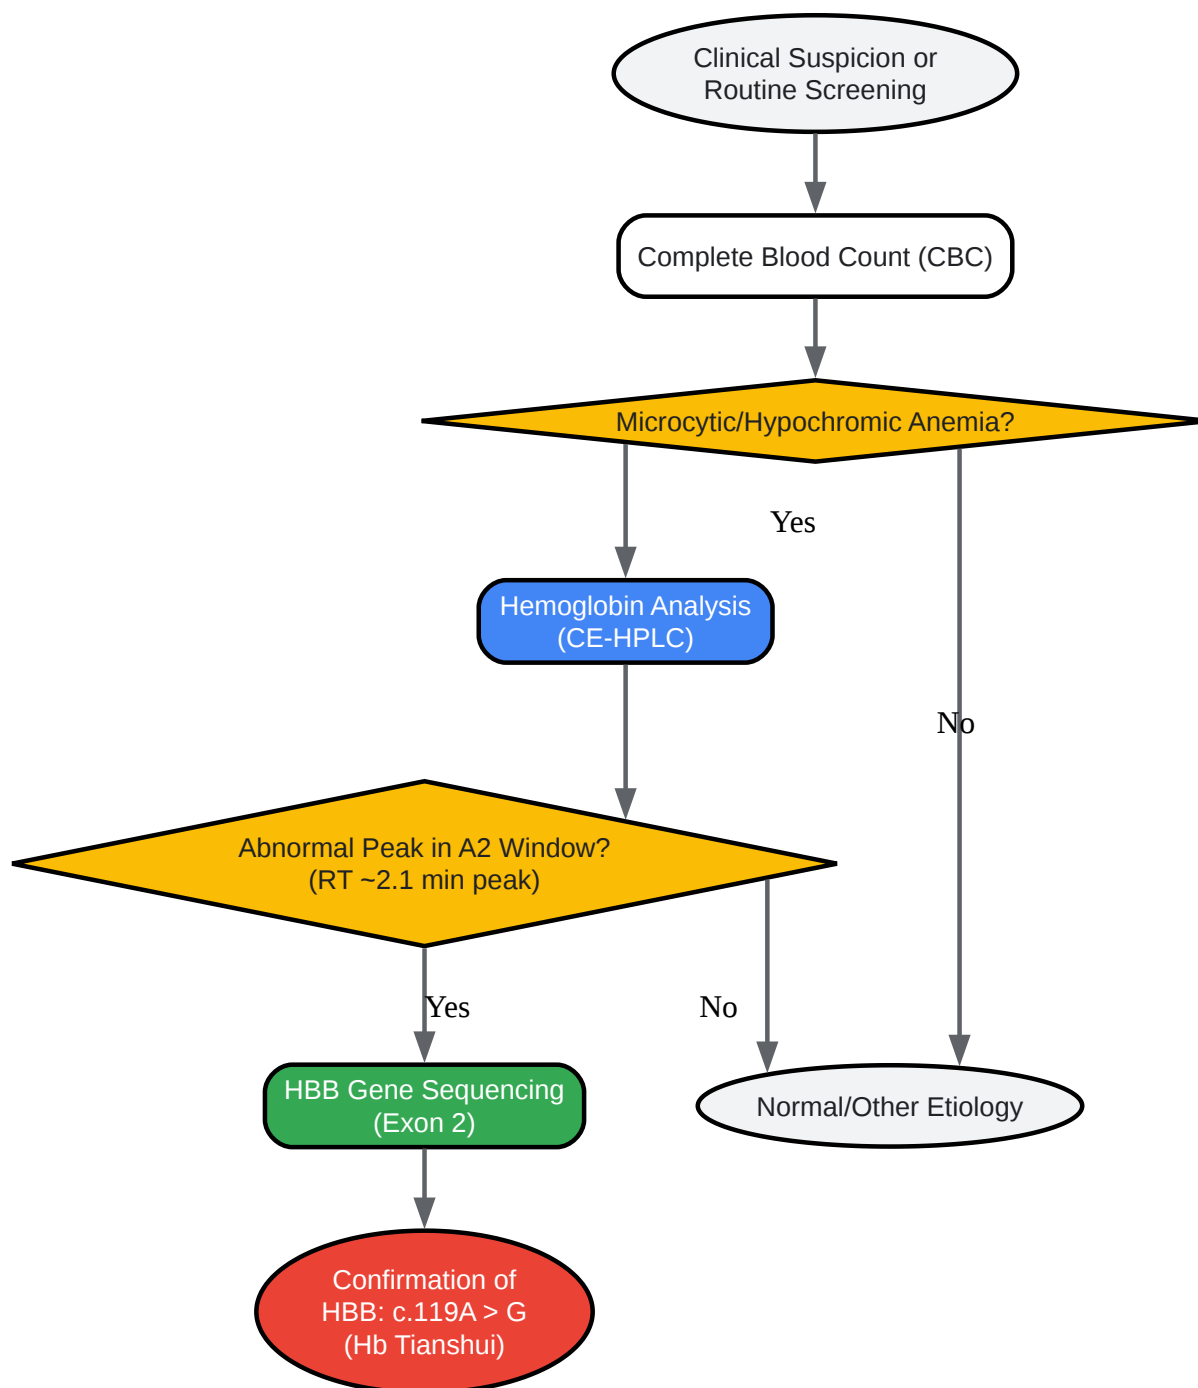 Clinical Suspicion or
Routine Screening
Complete Blood Count (CBC)
Microcytic/Hypochromic Anemia?
Yes
Hemoglobin Analysis
(CE-HPLC)
No
Abnormal Peak in A2 Window?
(RT ~2.1 min peak)
Yes
No
HBB Gene Sequencing
(Exon 2)
Normal/Other Etiology
Confirmation of
HBB: c.119A > G
(Hb Tianshui)